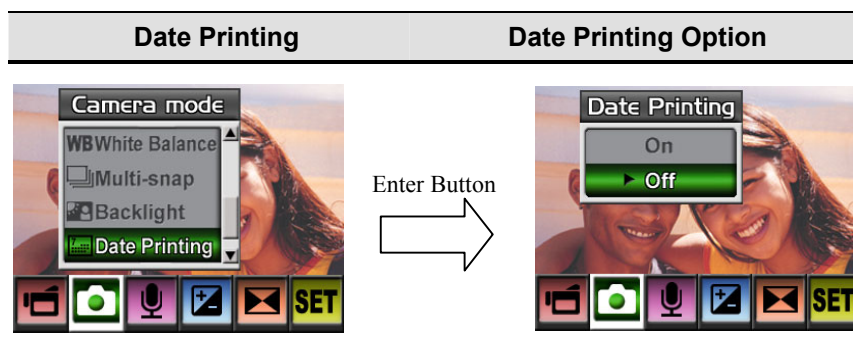 Date Printing Date Printing Option
Camera mode
WB White Balance
Multi-snap
Backlight
Date Printing
SET
Enter Button
Date Printing
On
Off
SET